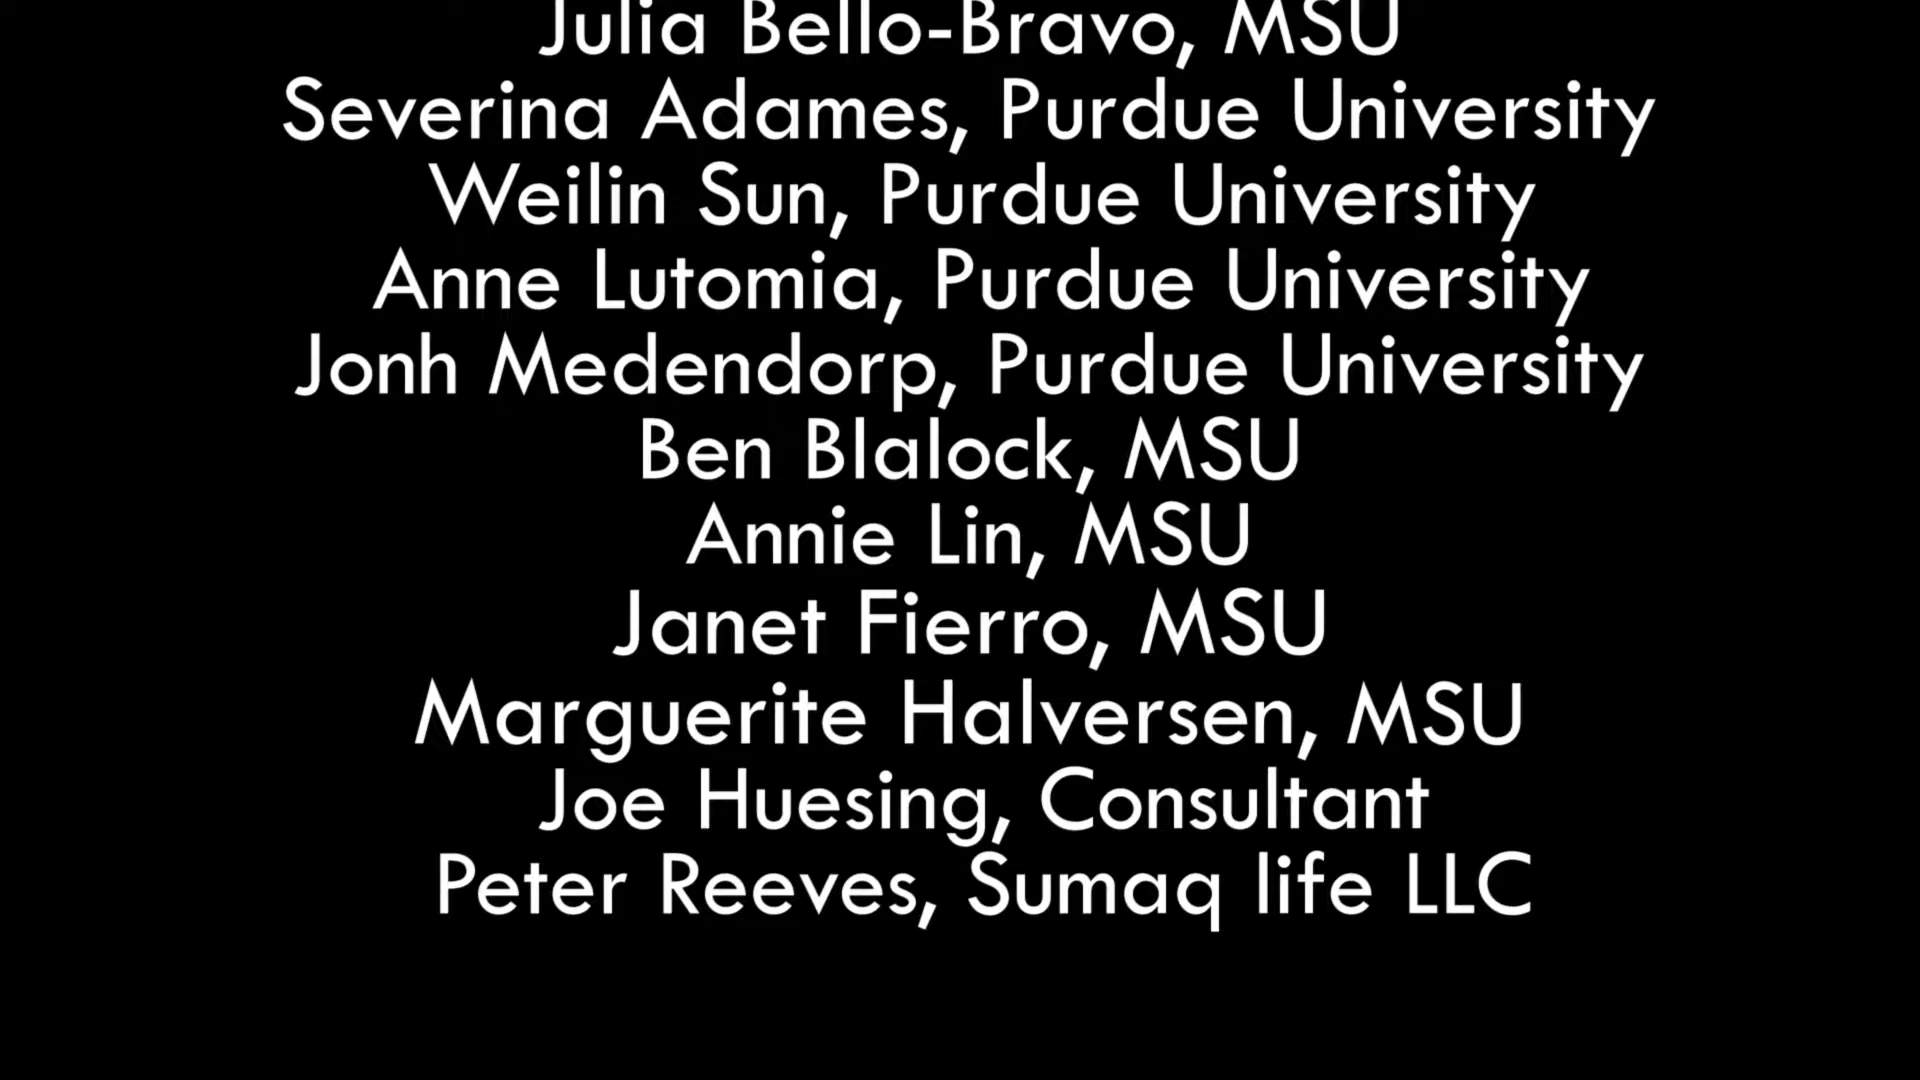 Julia Bello-Bravo, MSU
Severina Adames, Purdue University
Weilin Sun, Purdue University
Anne Lutomia, Purdue University
Jonh Medendorp, Purdue University
Ben Blalock, MSU
Annie Lin, MSU
Janet Fierro, MSU
Marguerite Halversen, MSU
Joe Huesing, Consultant
Peter Reeves, Sumaq life LLC